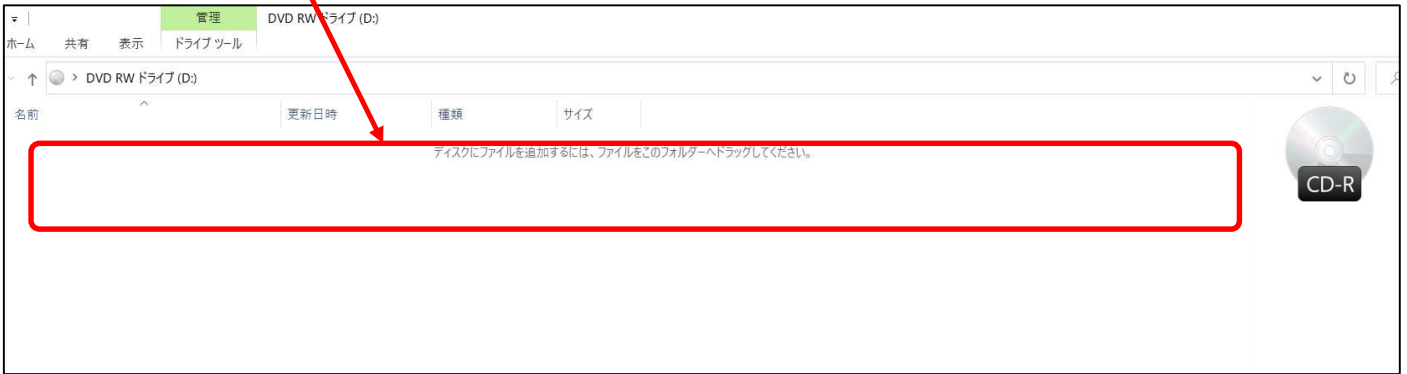 管理 DVD RW ドライブ (D:)
ホーム 共有 表示 ドライブ ツール
DVD RW ドライブ (D:)
名前 更新日時 種類 サイズ
ディスクにファイルを追加するには、ファイルをこのフォルダーへドラッグしてください。
CD-R